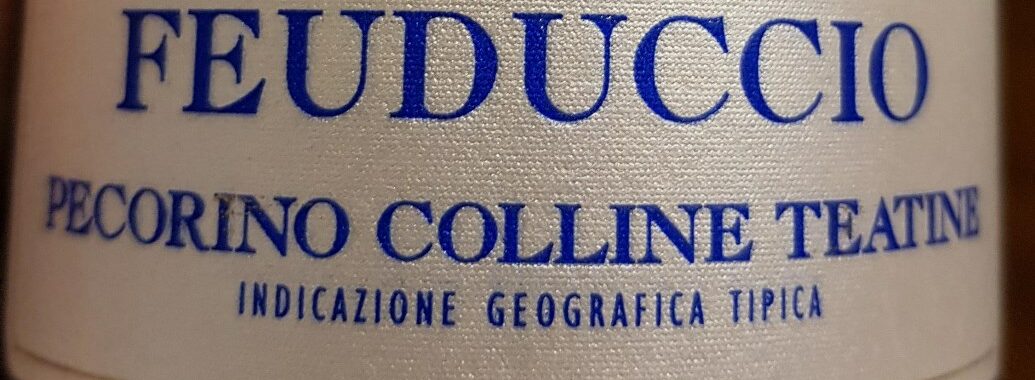 FEUDUCCIO
PECORINO COLLINE TEATINE
INDICAZIONE GEOGRAFICA TIPICA